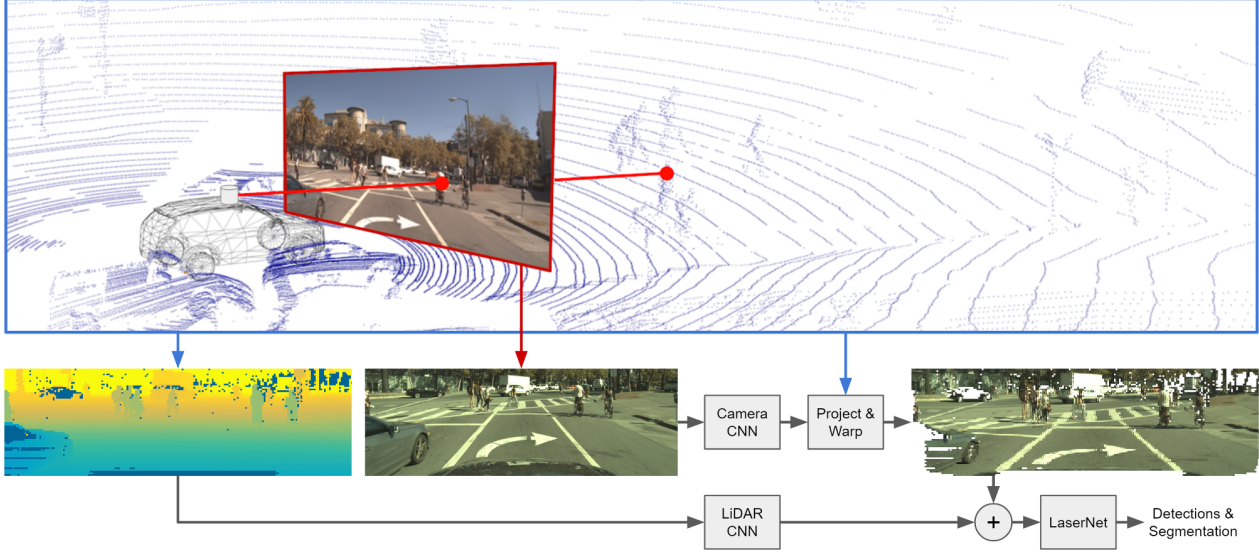 Camera
CNN
Project &
Warp
LiDAR
CNN
+
LaserNet
Detections &
Segmentation